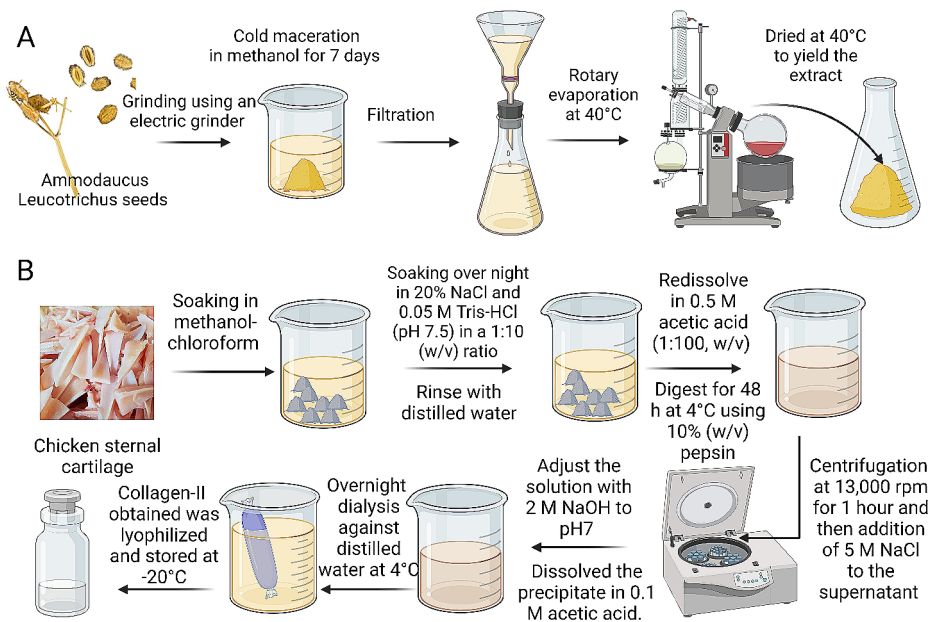 A
Cold maceration
in methanol for 7 days
Grinding using an
electric grinder
Ammodaucus
Leucotrichus seeds
Filtration
Rotary
evaporation
at 40°C
Dried at 40°C
to yield the
extract
B
Chicken sternal
cartilage
Soaking in
methanol-
chloroform
Soaking over night
in 20% NaCl and
0.05 M Tris-HCl
(pH 7.5) in a 1:10
(w/v) ratio
Rinse with
distilled water
Redissolve
in 0.5 M
acetic acid
(1:100, w/v)
Digest for 48
h at 4°C using
10% (w/v)
pepsin
Centrifugation
at 13,000 rpm
for 1 hour and
then addition
of 5 M NaCl
to the
supernatant
Adjust the
solution with
2 M NaOH to
pH7
Dissolved the
precipitate in 0.1
M acetic acid.
Overnight
dialysis
against
distilled
water at 4°C
Collagen-II
obtained was
lyophilized
and stored at
-20°C